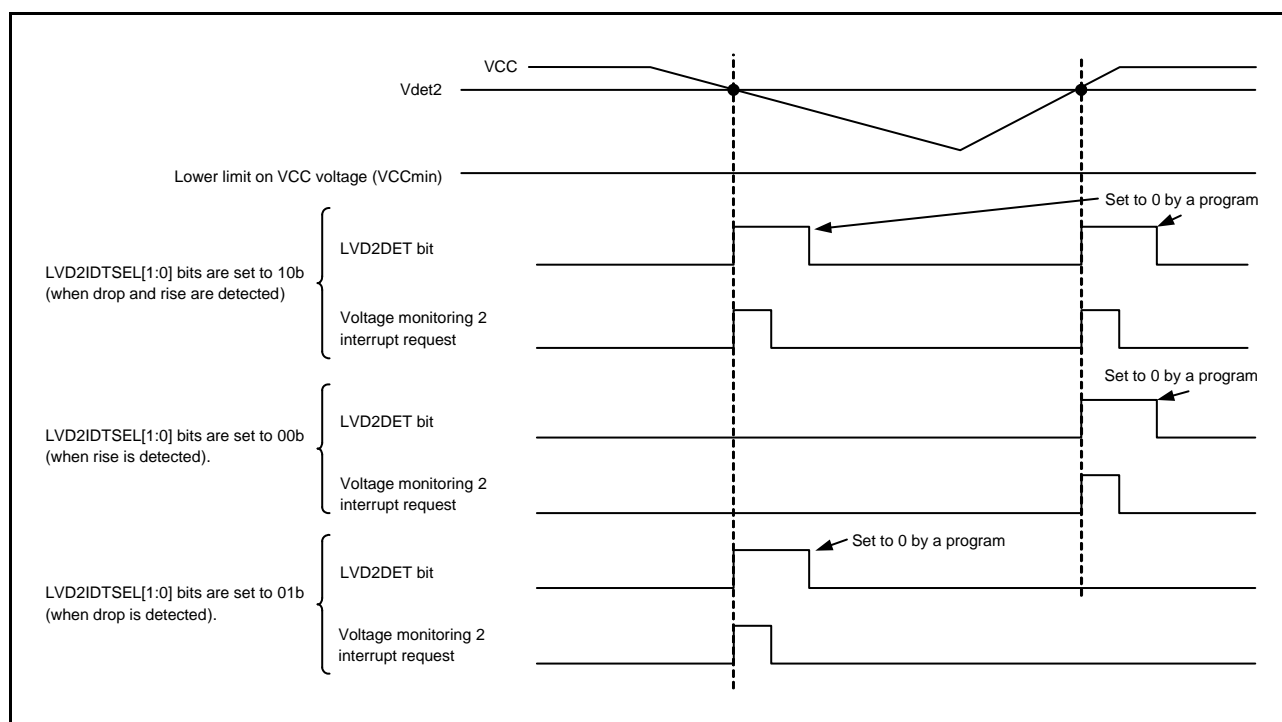 VCC
Vdet2
Lower limit on VCC voltage (VCCmin)
Set to 0 by a program
LVD2DET bit
LVD2IDTSEL[1:0] bits are set to 10b
(when drop and rise are detected)
Voltage monitoring 2
interrupt request
Set to 0 by a program
LVD2DET bit
LVD2IDTSEL[1:0] bits are set to 00b
(when rise is detected).
Voltage monitoring 2
interrupt request
Set to 0 by a program
LVD2DET bit
LVD2IDTSEL[1:0] bits are set to 01b
(when drop is detected).
Voltage monitoring 2
interrupt request